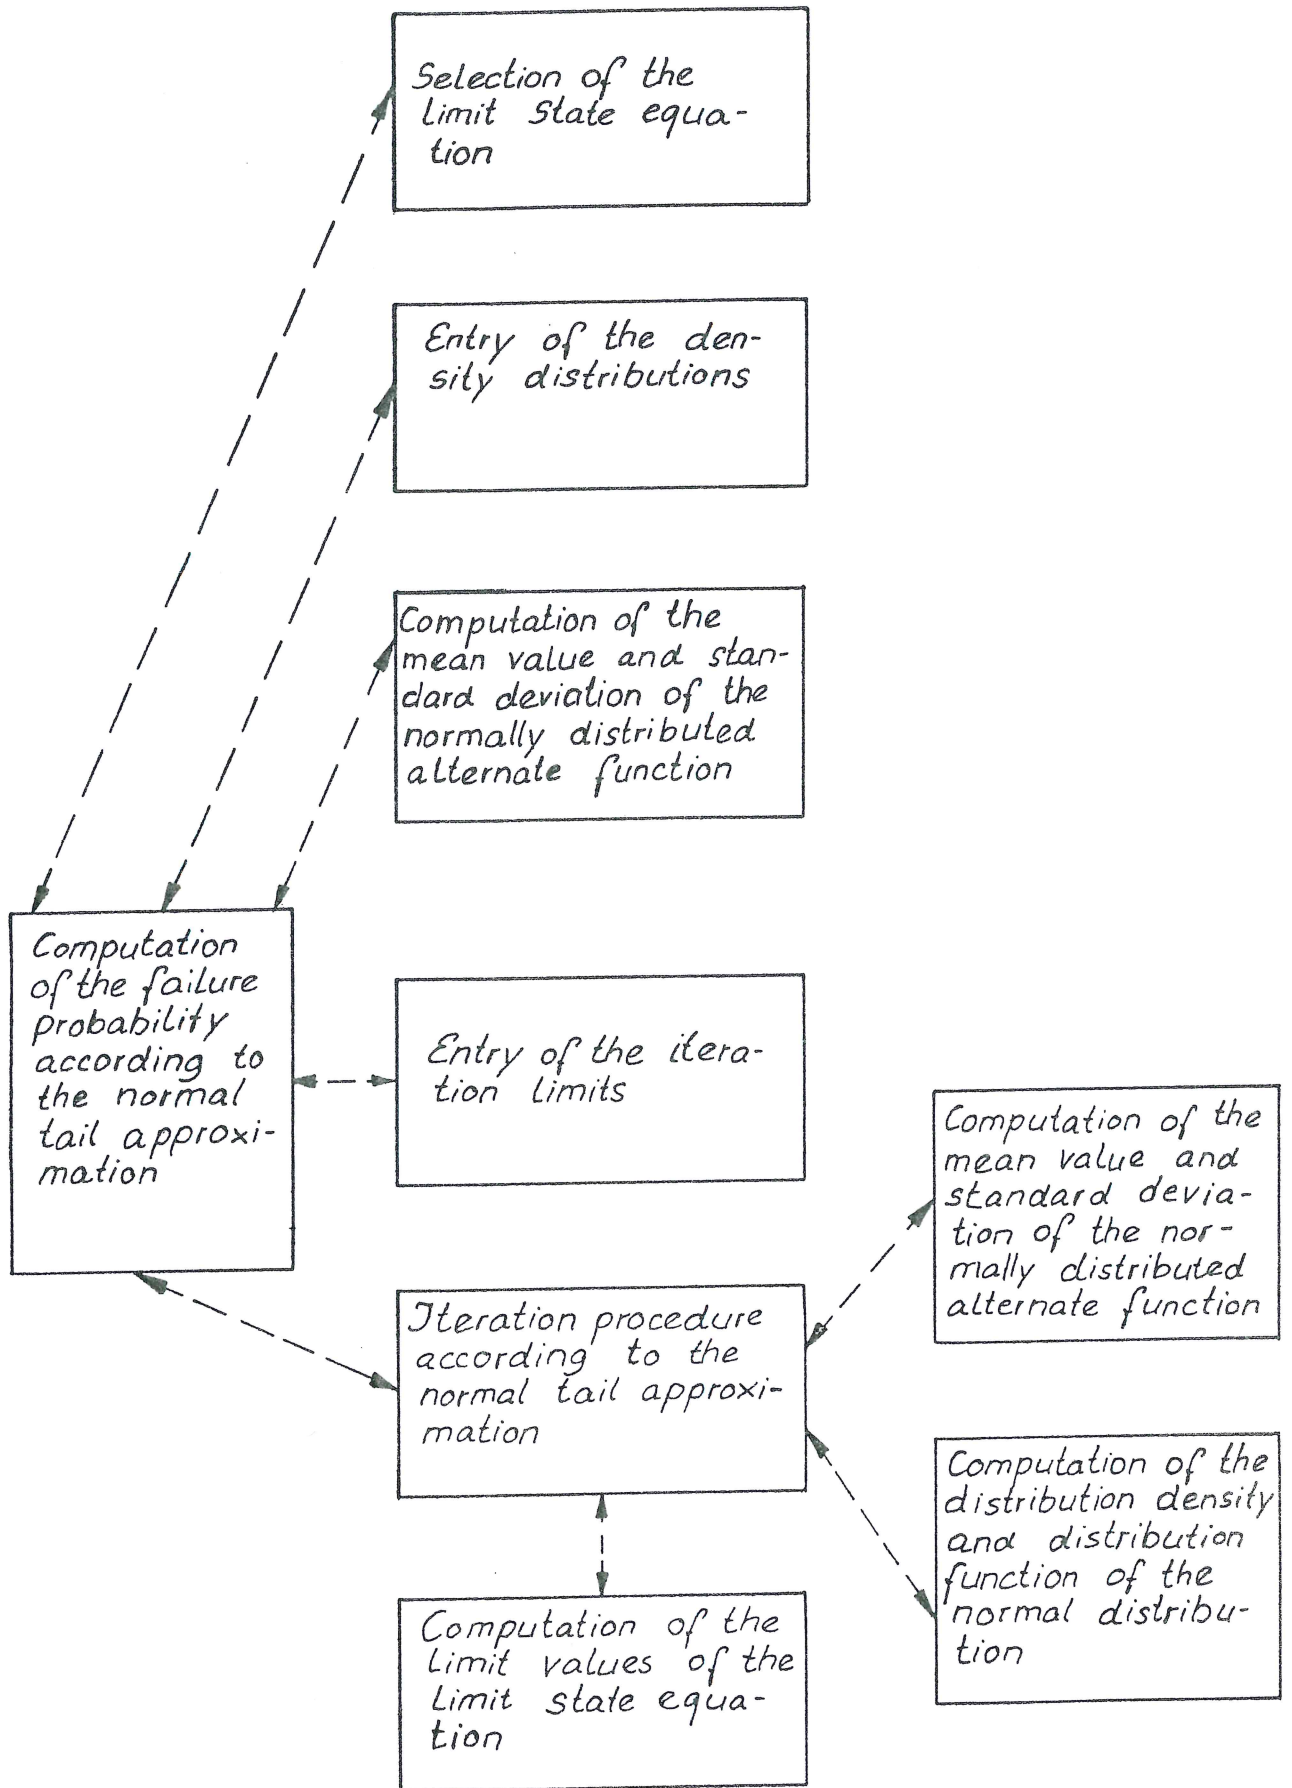 Selection of the
limit state equa-
tion
Entry of the den-
sity distributions
Computation of the
mean value and stan-
dard deviation of the
normally distributed
alternate function
Computation
of the failure
probability
according to
the normal
tail approxi-
mation
Entry of the itera-
tion limits
Computation of the
mean value and
standard devia-
tion of the nor-
mally distributed
alternate function
Iteration procedure
according to the
normal tail approxi-
mation
Computation of the
distribution density
and distribution
function of the
normal distribu-
tion
Computation of the
limit values of the
limit state equa-
tion